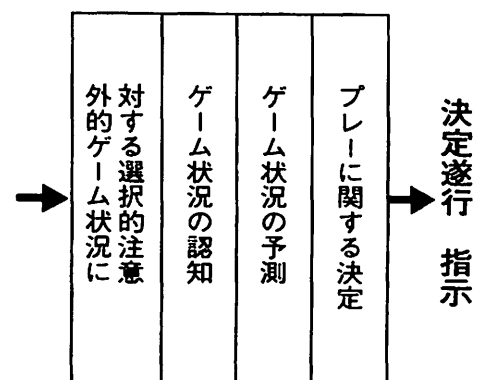 外的ゲーム状況に
対する選択的注意
ゲーム状況の認知
ゲーム状況の予測
プレーに関する決定
決定遂行 指示